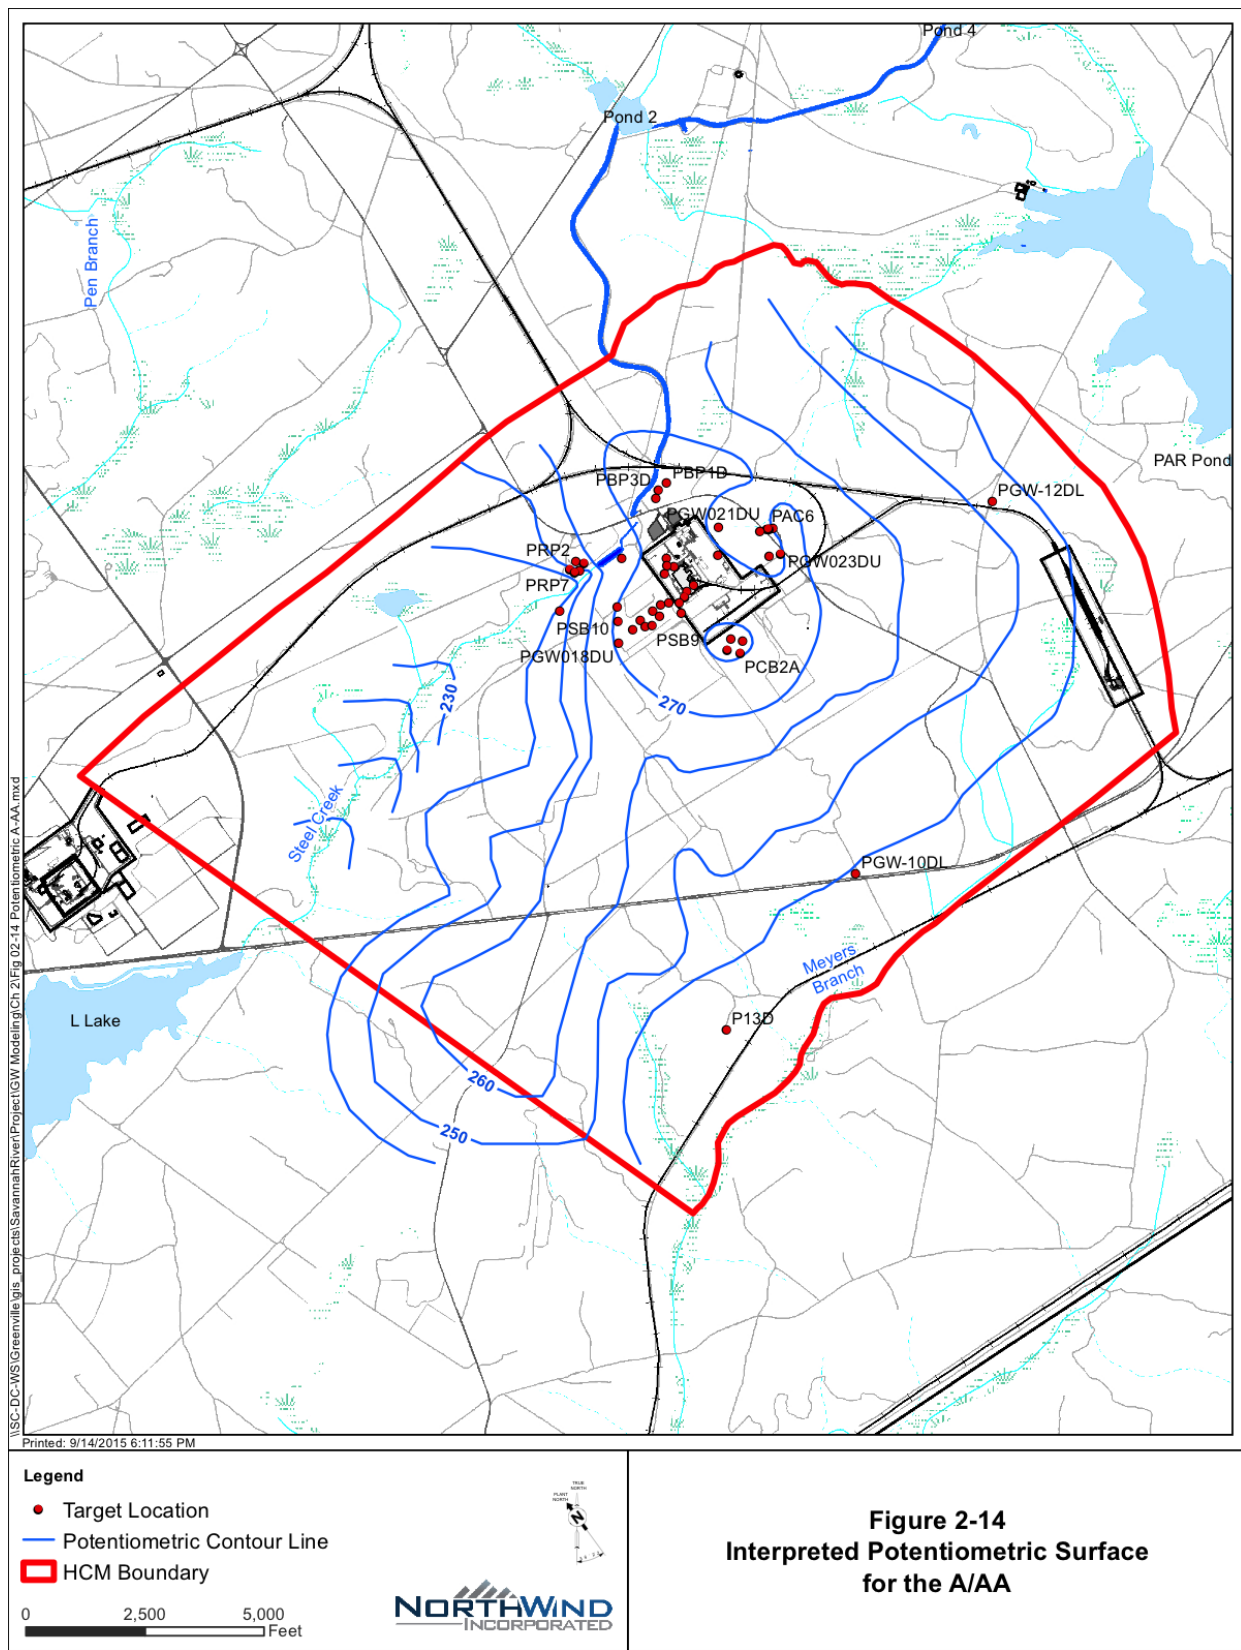 Pond 4
Pond 2
Pen Branch
PAR Pond
PBP1D
PBP3D
PGW-12DL
PGW021DU
PAC6
PRP2
PGW023DU
PRP7
PSB10
PSB9
PGW018DU
PCB2A
230
270
Steel Creek
PGW-10DL
Meyers
Branch
L Lake
P13D
260
250
\\SC-DC-WS\Greenville\gis_projects\SavannahRiver\Project\GW Modeling\Ch 2\Fig 02-14 Potentiometric A-AA.mxd
Printed: 9/14/2015 6:11:55 PM
Legend
Target Location
Potentiometric Contour Line
HCM Boundary
0 2,500 5,000
Feet
TRUE
NORTH
PLANT
NORTH
N
NORTHWIND
INCORPORATED
Figure 2-14
Interpreted Potentiometric Surface
for the A/AA